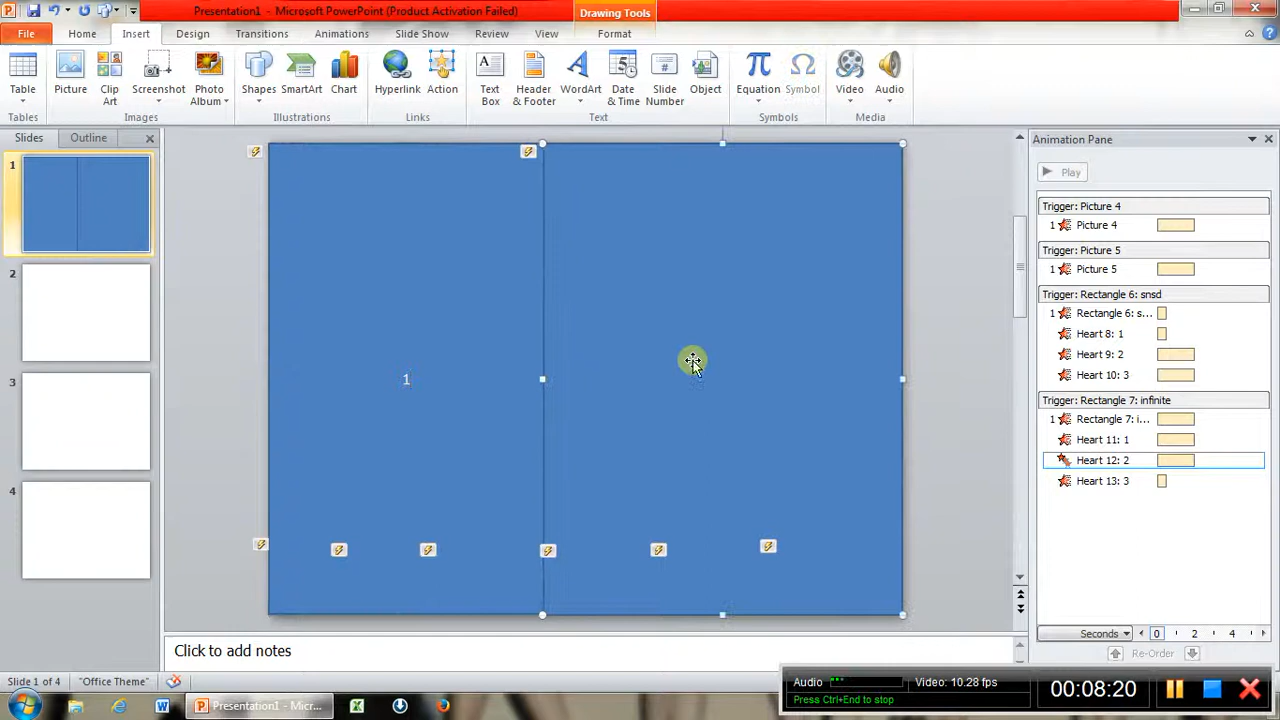 Presentation1 - Microsoft PowerPoint (Product Activation Failed)
Drawing Tools
File Home Insert Design Transitions Animations Slide Show Review View Format
Table Picture Clip Art Screenshot Photo Album Shapes SmartArt Chart Hyperlink Action Text Box Header & Footer WordArt Date & Time Slide Number Object Equation Symbol Video Audio
Tables Images Illustrations Links Text Symbols Media
Slides Outline
1
2
3
4
1
Click to add notes
Animation Pane
Play
Trigger: Picture 4
1 Picture 4
Trigger: Picture 5
1 Picture 5
Trigger: Rectangle 6: snsd
1 Rectangle 6: s...
Heart 8: 1
Heart 9: 2
Heart 10: 3
Trigger: Rectangle 7: infinite
1 Rectangle 7: i...
Heart 11: 1
Heart 12: 2
Heart 13: 3
Seconds 0 2 4
Re-Order
Slide 1 of 4 "Office Theme"
Audio Video: 10.28 fps 00:08:20
Press Ctrl+End to stop
Presentation1 - Mic...